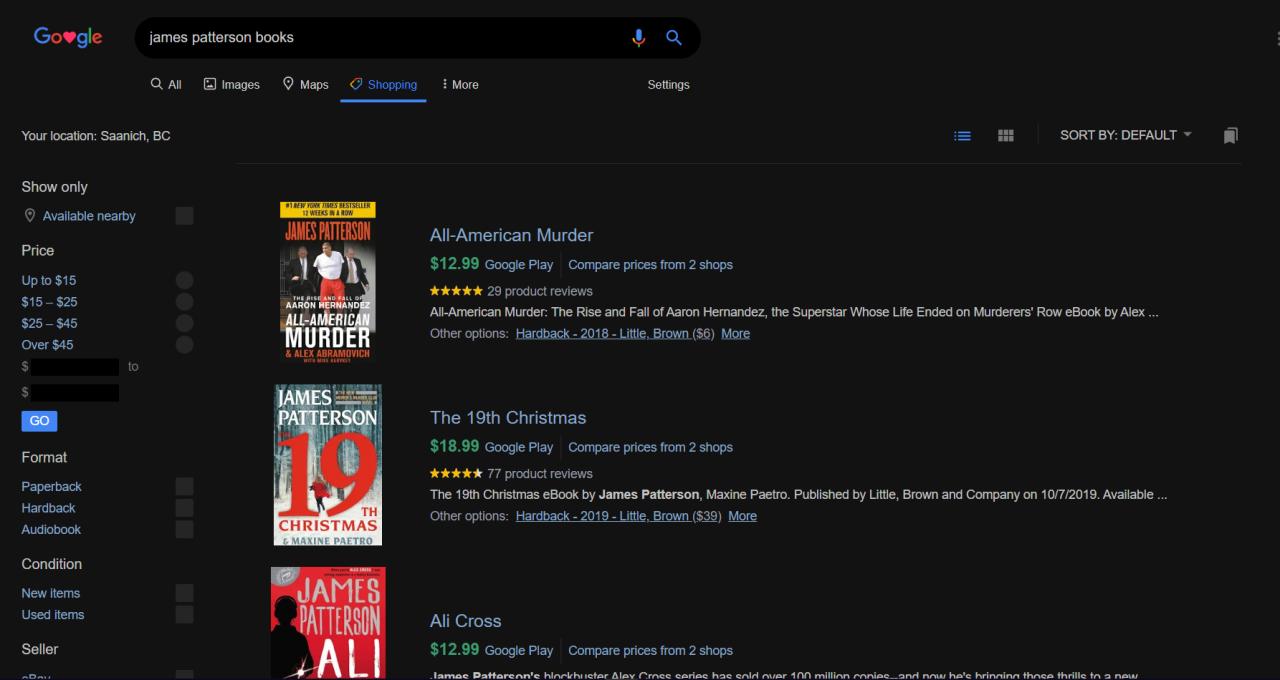 Google
james patterson books
All
Images
Maps
Shopping
More
Settings
Your location: Saanich, BC
SORT BY: DEFAULT
Show only
Available nearby
Price
Up to $15
$15 – $25
$25 – $45
Over $45
$ to
$
GO
Format
Paperback
Hardback
Audiobook
Condition
New items
Used items
Seller
eBay
#1 NEW YORK TIMES BESTSELLER
12 WEEKS IN A ROW
JAMES PATTERSON
THE RISE AND FALL OF
AARON HERNANDEZ
ALL-AMERICAN
MURDER
& ALEX ABRAMOVICH
WITH MIKE HARVKEY
All-American Murder
$12.99 Google Play Compare prices from 2 shops
29 product reviews
All-American Murder: The Rise and Fall of Aaron Hernandez, the Superstar Whose Life Ended on Murderers' Row eBook by Alex ...
Other options: Hardback - 2018 - Little, Brown ($6) More
JAMES
PATTERSON
19
TH
CHRISTMAS
& MAXINE PAETRO
The 19th Christmas
$18.99 Google Play Compare prices from 2 shops
77 product reviews
The 19th Christmas eBook by James Patterson, Maxine Paetro. Published by Little, Brown and Company on 10/7/2019. Available ...
Other options: Hardback - 2019 - Little, Brown ($39) More
JAMES
PATTERSON
ALI
Ali Cross
$12.99 Google Play Compare prices from 2 shops
James Patterson's blockbuster Alex Cross series has sold over 100 million copies—and now he's bringing those thrills to a new